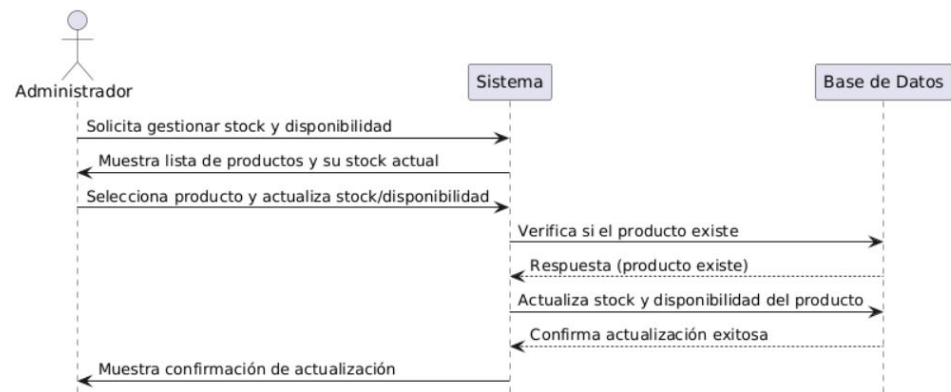 Administrador
Sistema
Base de Datos
Solicita gestionar stock y disponibilidad
Muestra lista de productos y su stock actual
Selecciona producto y actualiza stock/disponibilidad
Verifica si el producto existe
Respuesta (producto existe)
Actualiza stock y disponibilidad del producto
Confirma actualización exitosa
Muestra confirmación de actualización